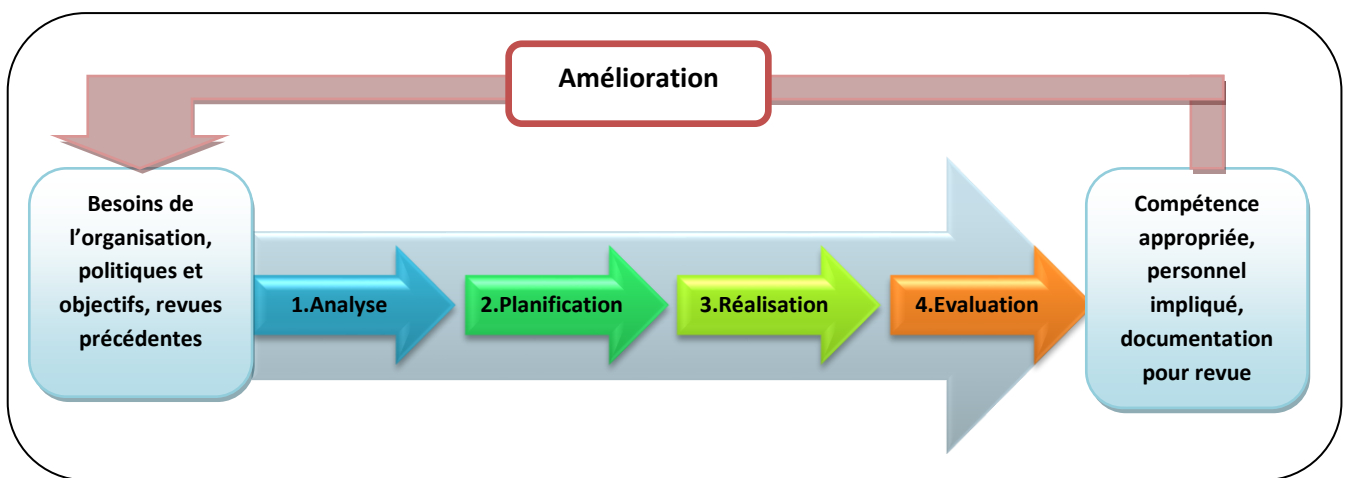 Amélioration
Besoins de
l’organisation,
politiques et
objectifs, revues
précédentes
1.Analyse
2.Planification
3.Réalisation
4.Evaluation
Compétence
appropriée,
personnel
impliqué,
documentation
pour revue